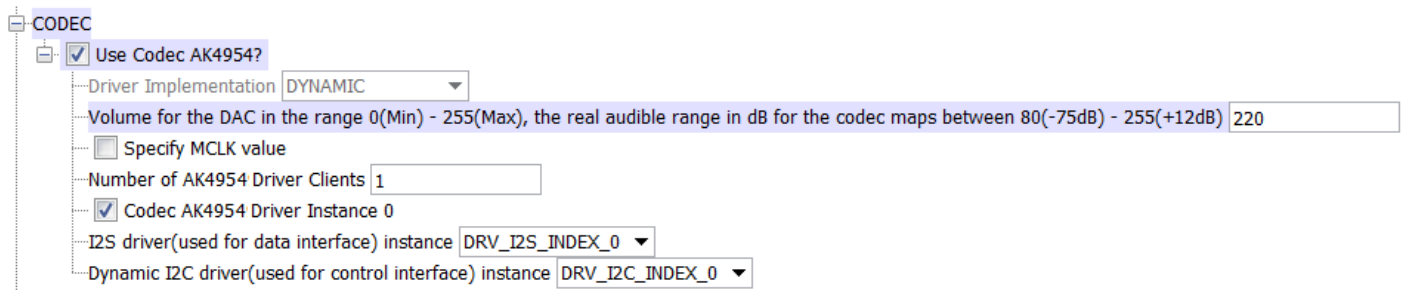 CODEC
Use Codec AK4954?
Driver Implementation DYNAMIC
Volume for the DAC in the range 0(Min) - 255(Max), the real audible range in dB for the codec maps between 80(-75dB) - 255(+12dB) 220
Specify MCLK value
Number of AK4954 Driver Clients 1
Codec AK4954 Driver Instance 0
I2S driver(used for data interface) instance DRV_I2S_INDEX_0
Dynamic I2C driver(used for control interface) instance DRV_I2C_INDEX_0